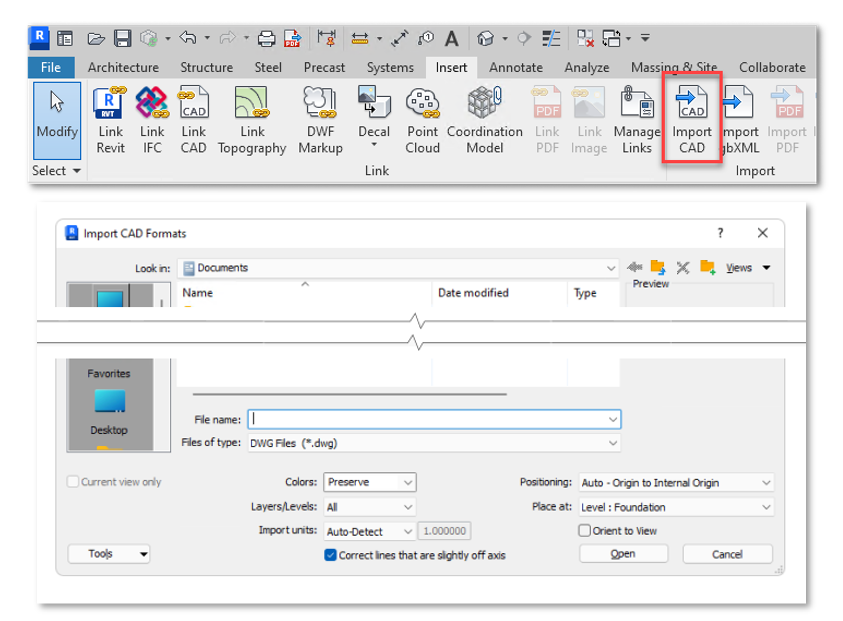 R
PDF
A
File Architecture Structure Steel Precast Systems Insert Annotate Analyze Massing & Site Collaborate
R RVT CAD PDF CAD PDF
Modify Link Link Link Link DWF Decal Point Coordination Link Link Manage Import Import Import
Revit IFC CAD Topography Markup Cloud Model PDF Image Links CAD gbXML PDF
Select Link Import
Import CAD Formats ?
Look in: Documents Views
Name Date modified Type Preview
Favorites
Desktop
File name:
Files of type: DWG Files (*.dwg)
Current view only Colors: Preserve Positioning: Auto - Origin to Internal Origin
Layers/Levels: All Place at: Level : Foundation
Import units: Auto-Detect 1.000000 Orient to View
Tools Correct lines that are slightly off axis Open Cancel